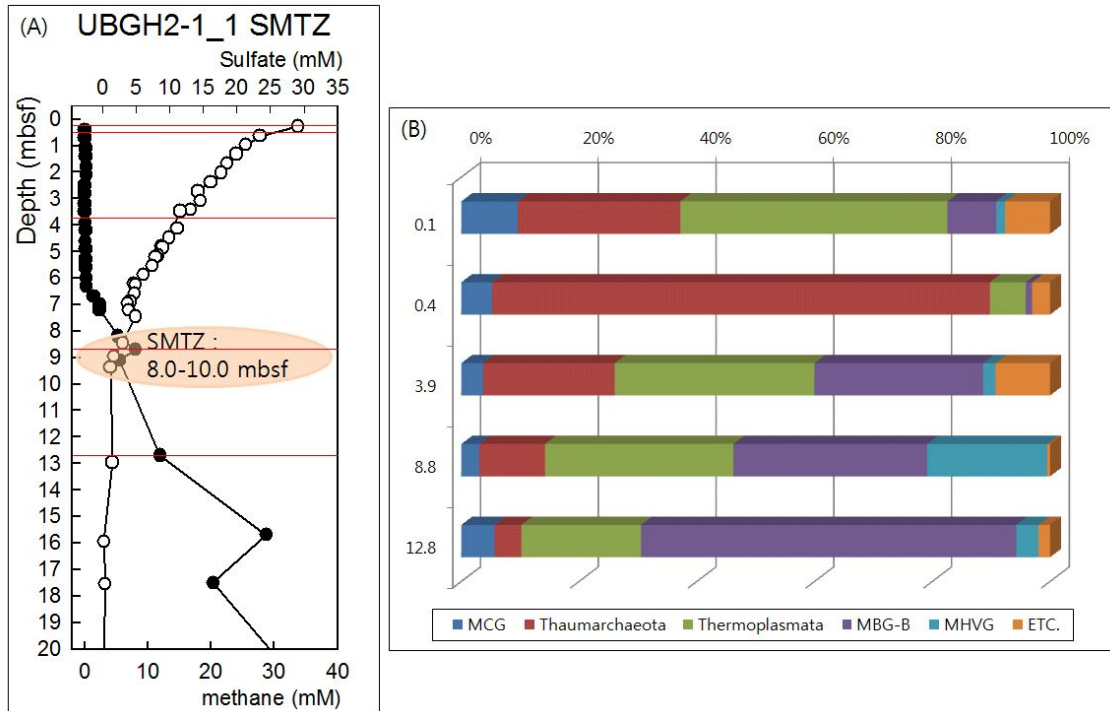 (A) UBGH2-1_1 SMTZ
Sulfate (mM)
0 5 10 15 20 25 30 35
Depth (mbsf)
0
1
2
3
4
5
6
7
8
9
10
11
12
13
14
15
16
17
18
19
20
SMTZ :
8.0-10.0 mbsf
0 10 20 30 40
methane (mM)
(B)
0% 20% 40% 60% 80% 100%
0.1
0.4
3.9
8.8
12.8
MCG Thaumarchaeota Thermoplasmata MBG-B MHVG ETC.